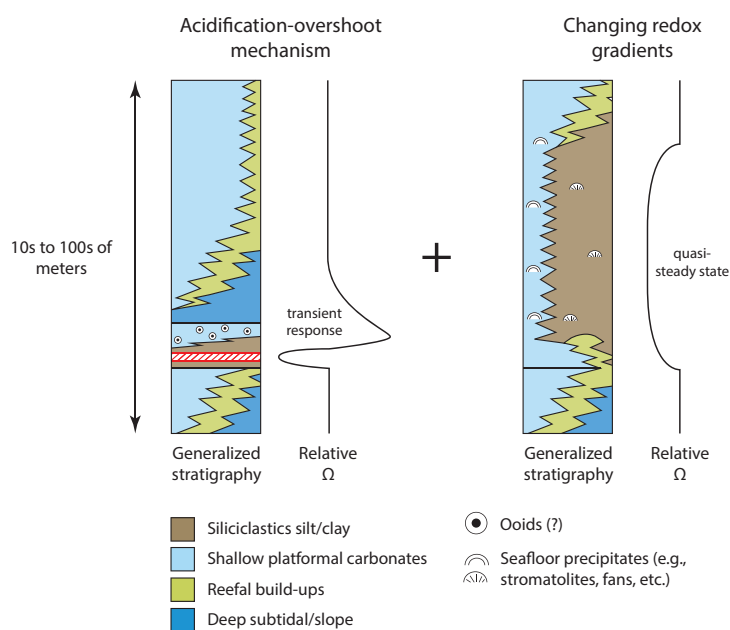 Acidification-overshoot
mechanism
Changing redox
gradients
10s to 100s of
meters
transient
response
+
quasi-
steady state
Generalized
stratigraphy
Relative
Ω
Generalized
stratigraphy
Relative
Ω
Siliciclastics silt/clay
Shallow platformal carbonates
Reefal build-ups
Deep subtidal/slope
Ooids (?)
Seafloor precipitates (e.g.,
stromatolites, fans, etc.)